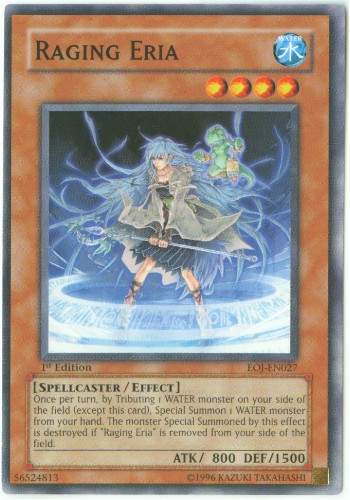 RAGING ERIA
WATER
水
1st Edition
EOJ-EN027
[SPELLCASTER / EFFECT]
Once per turn, by Tributing 1 WATER monster on your side of
the field (except this card), Special Summon 1 WATER monster
from your hand. The monster Special Summoned by this effect
is destroyed if "Raging Eria" is removed from your side of the
field.
ATK/ 800 DEF/1500
56524813
©1996 KAZUKI TAKAHASHI